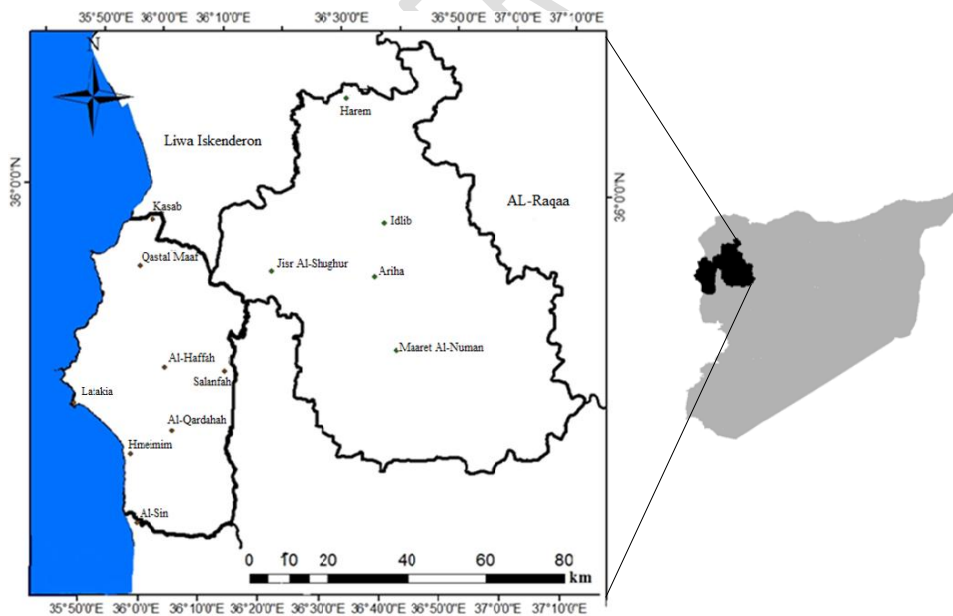 35°50'0"E 36°0'0"E 36°10'0"E 36°30'0"E 36°50'0"E 37°0'0"E 37°10'0"E
N
Harem
Liwa Iskenderon
36°0'0"N
36°0'0"N
AL-Raqaa
Kasab
Idlib
Qastal Maaf
Jisr Al-Shughur
Ariha
Maaret Al-Numan
Al-Haffah
Salanfah
Latakia
Al-Qardahah
Hmeimim
Al-Sin
0 10 20 40 60 80
km
35°50'0"E 36°0'0"E 36°10'0"E 36°20'0"E 36°30'0"E 36°40'0"E 36°50'0"E 37°0'0"E 37°10'0"E